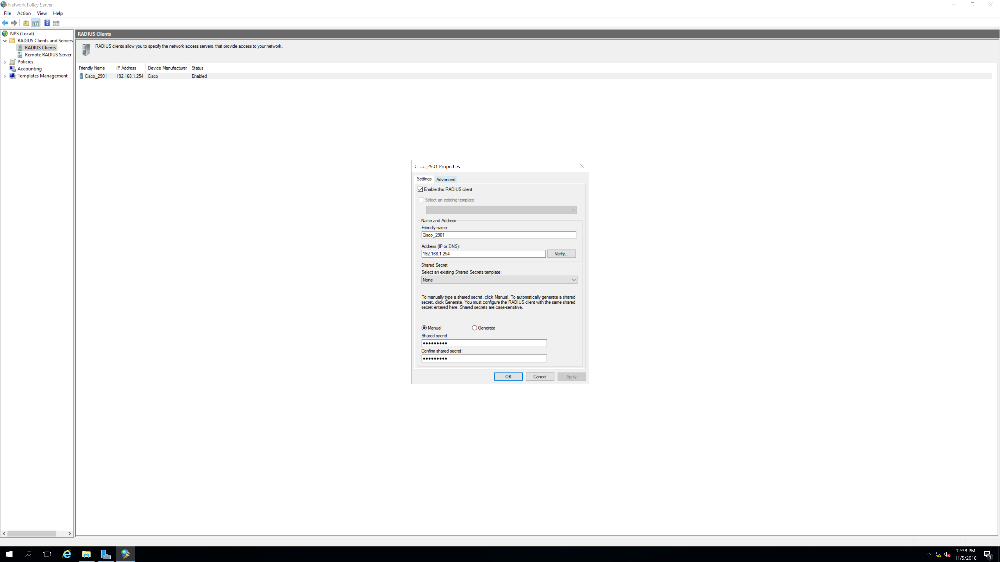 Network Policy Server
File Action View Help
NPS (Local)
RADIUS Clients and Servers
RADIUS Clients
Remote RADIUS Server
Policies
Accounting
Templates Management
RADIUS Clients
RADIUS clients allow you to specify the network access servers, that provide access to your network.
Friendly Name IP Address Device Manufacturer Status
Cisco_2901 192.168.1.254 Cisco Enabled
Cisco_2901 Properties
Settings Advanced
Enable this RADIUS client
Select an existing template:
Name and Address
Friendly name:
Cisco_2901
Address (IP or DNS):
192.168.1.254 Verify...
Shared Secret
Select an existing Shared Secrets template:
None
To manually type a shared secret, click Manual. To automatically generate a shared
secret, click Generate. You must configure the RADIUS client with the same shared
secret entered here. Shared secrets are case-sensitive.
Manual Generate
Shared secret:
●●●●●●●●●
Confirm shared secret:
●●●●●●●●●
OK Cancel Apply
12:38 PM
11/5/2018
1